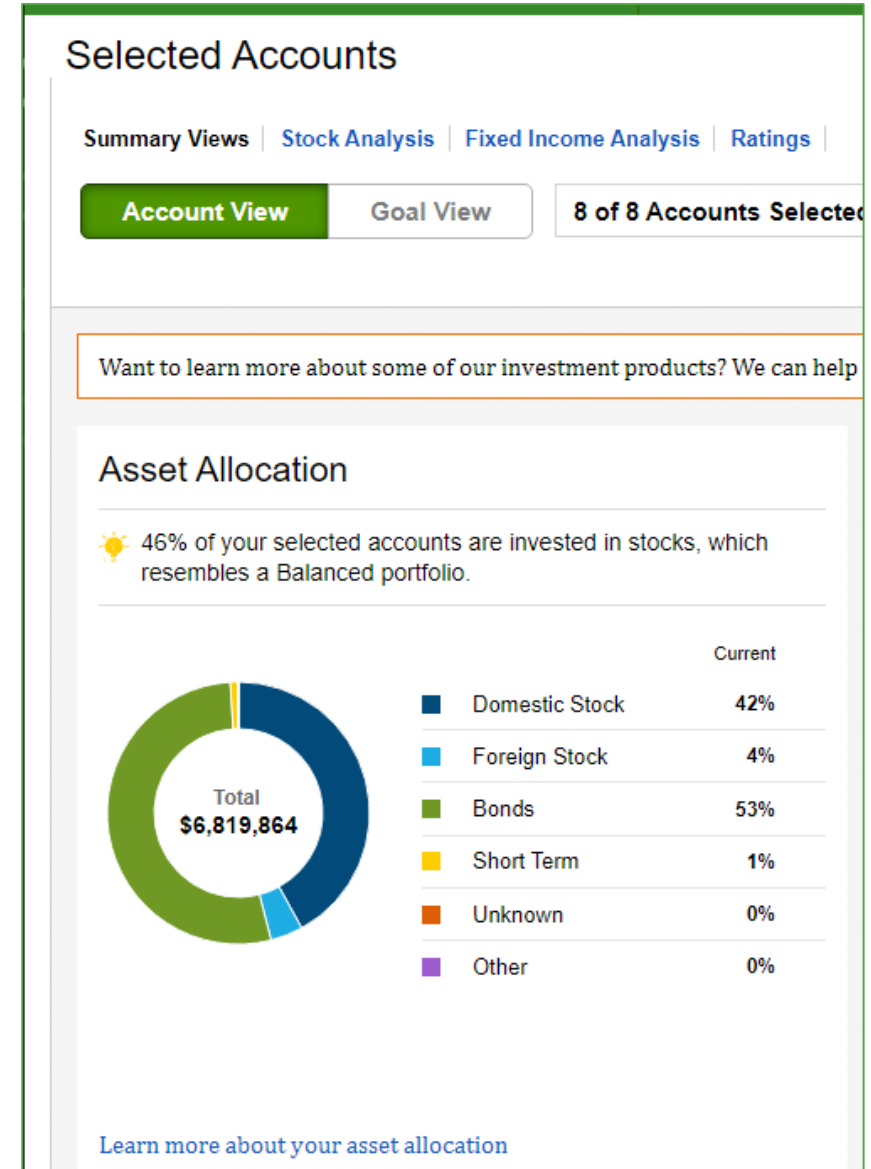 Selected Accounts
Summary Views Stock Analysis Fixed Income Analysis Ratings
Account View Goal View 8 of 8 Accounts Selected
Want to learn more about some of our investment products? We can help
Asset Allocation
46% of your selected accounts are invested in stocks, which
resembles a Balanced portfolio.
Current
Domestic Stock 42%
Foreign Stock 4%
Total
$6,819,864
Bonds 53%
Short Term 1%
Unknown 0%
Other 0%
Learn more about your asset allocation